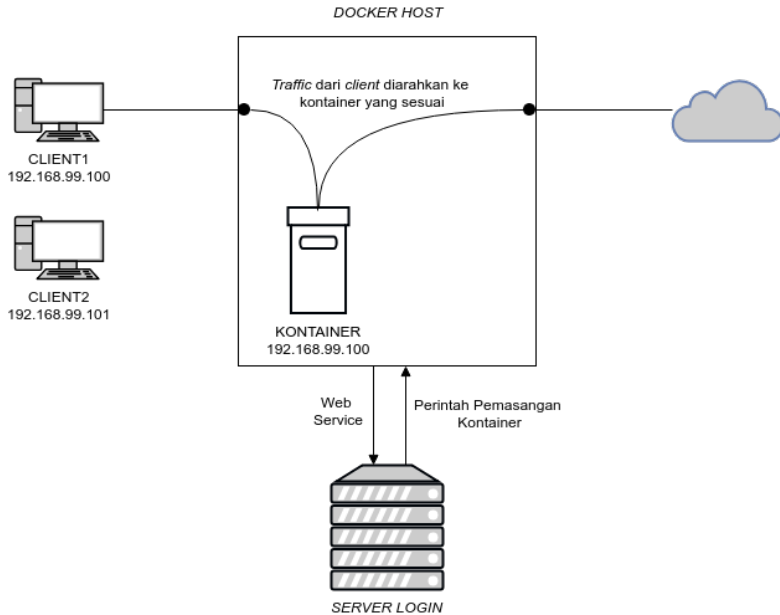 DOCKER HOST
Traffic dari client diarahkan ke
kontainer yang sesuai
CLIENT1
192.168.99.100
CLIENT2
192.168.99.101
KONTAINER
192.168.99.100
Web
Service
Perintah Pemasangan
Kontainer
SERVER LOGIN